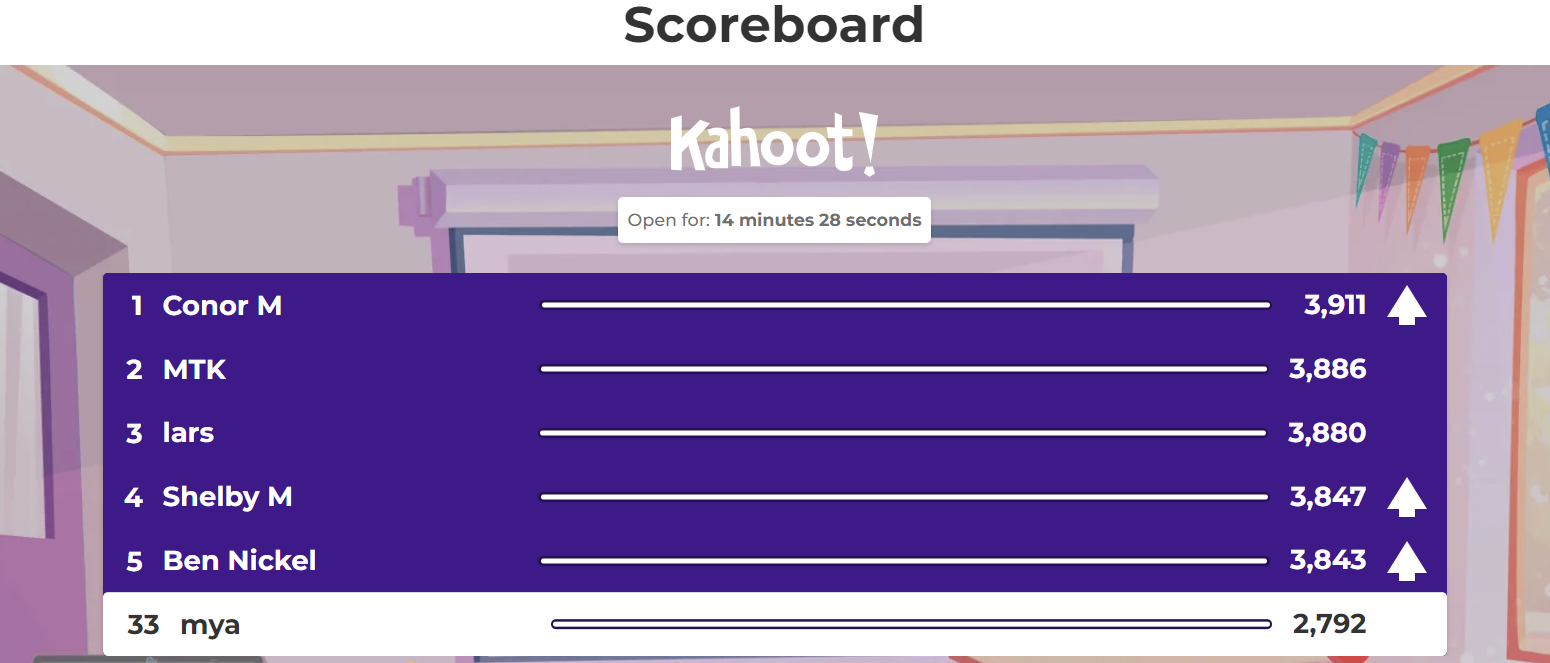 Scoreboard
Kahoot!
Open for: 14 minutes 28 seconds
1 Conor M 3,911
2 MTK 3,886
3 lars 3,880
4 Shelby M 3,847
5 Ben Nickel 3,843
33 mya 2,792